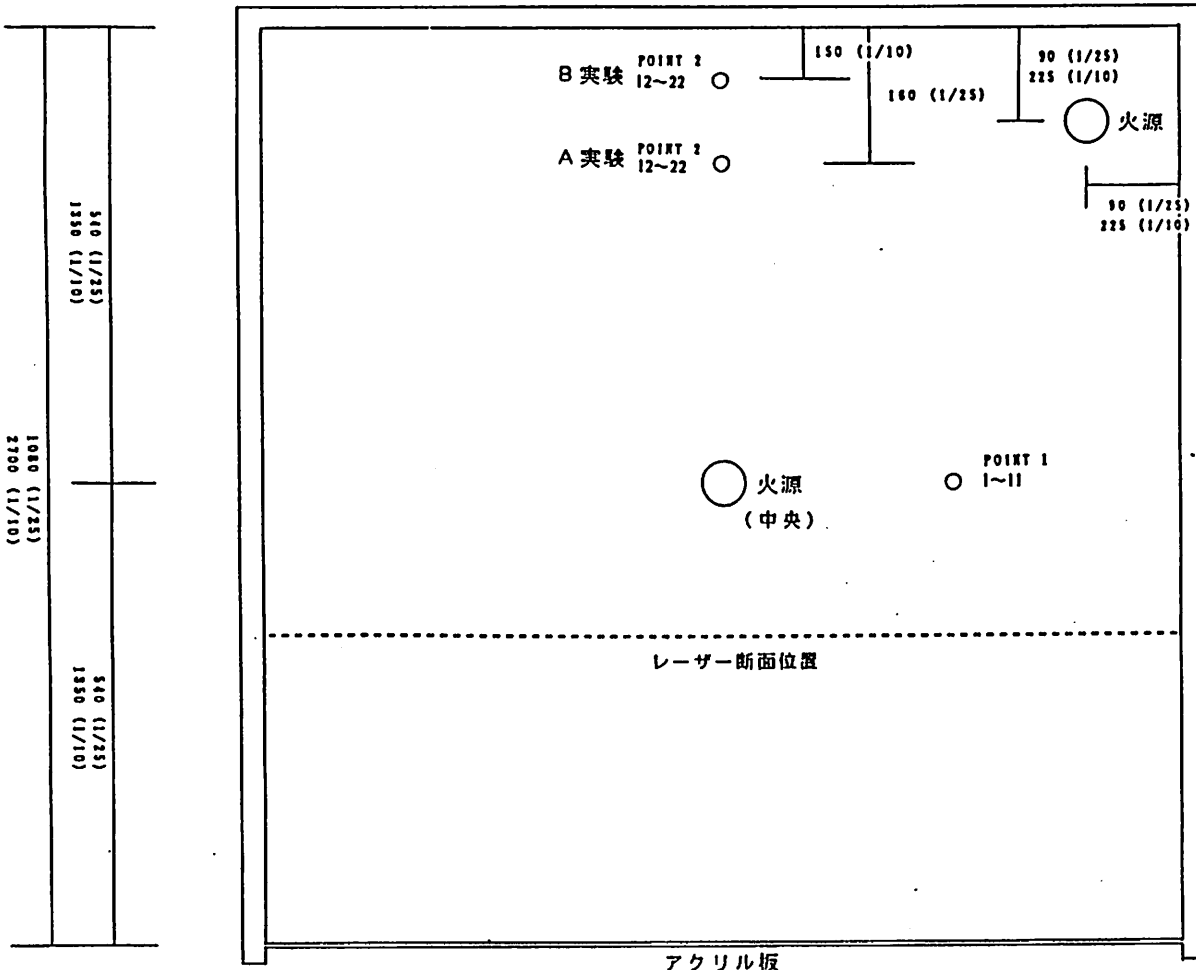 150 (1/10)
90 (1/25)
225 (1/10)
B 実験
POINT 2
12〜22
160 (1/25)
火源
A 実験
POINT 2
12〜22
90 (1/25)
225 (1/10)
540 (1/25)
1350 (1/10)
1080 (1/25)
2700 (1/10)
POINT 1
1〜11
火源
(中央)
レーザー断面位置
540 (1/25)
1350 (1/10)
アクリル板